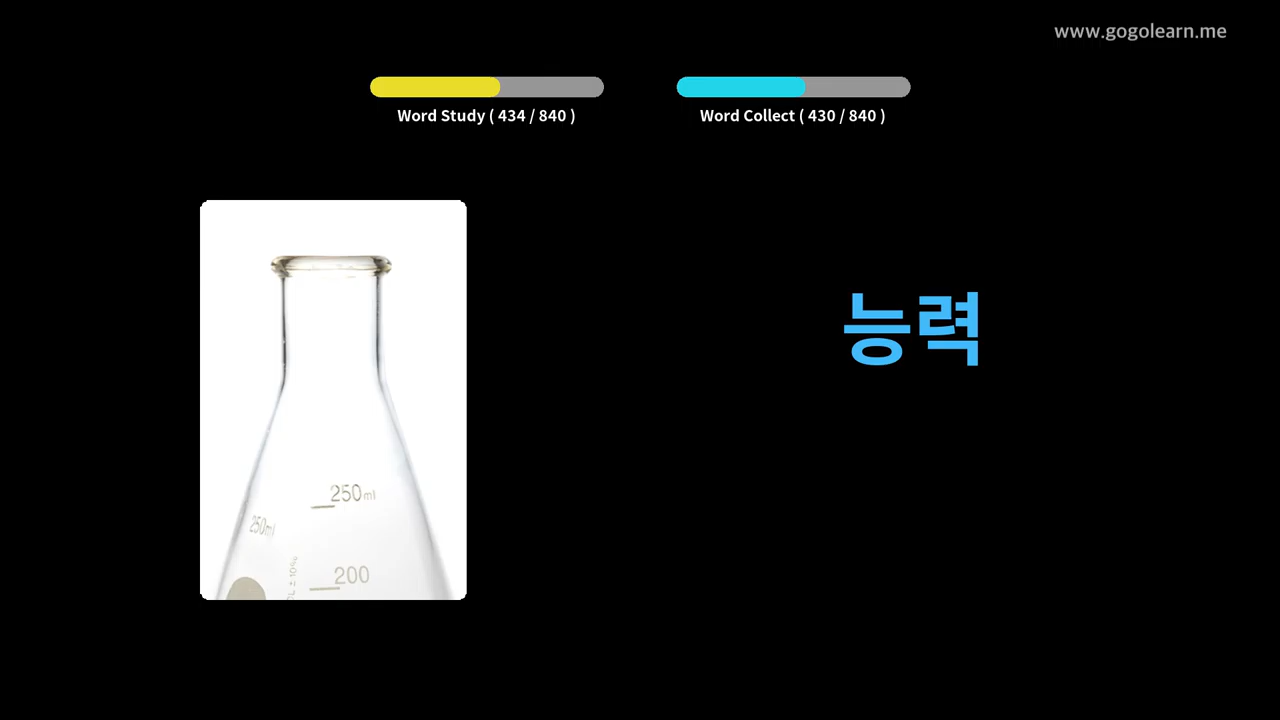 www.gogolearn.me
Word Study ( 434 / 840 )
Word Collect ( 430 / 840 )
능력
250ml
250ml
200